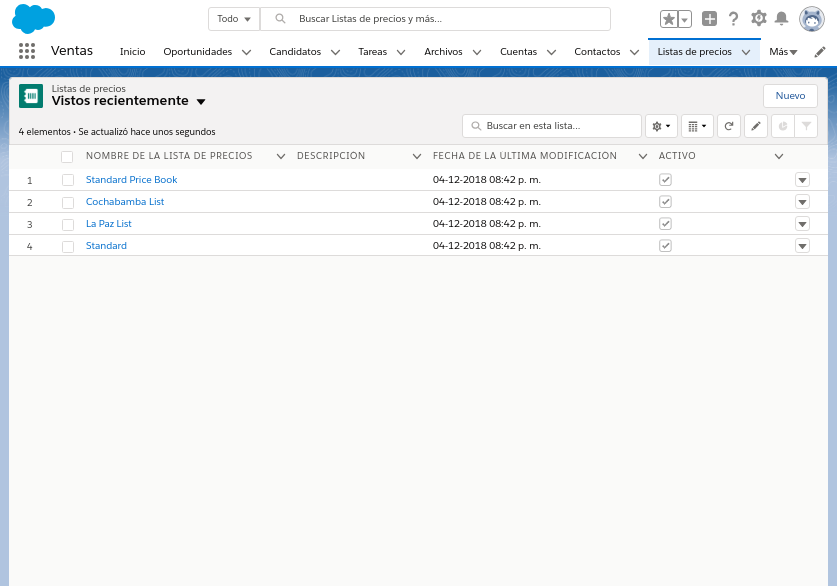 Todo Buscar Listas de precios y más...
Ventas Inicio Oportunidades Candidatos Tareas Archivos Cuentas Contactos Listas de precios Más
Listas de precios
Vistos recientemente
Nuevo
4 elementos • Se actualizó hace unos segundos
Buscar en esta lista...
NOMBRE DE LA LISTA DE PRECIOS DESCRIPCION FECHA DE LA ULTIMA MODIFICACION ACTIVO
1 Standard Price Book 04-12-2018 08:42 p. m.
2 Cochabamba List 04-12-2018 08:42 p. m.
3 La Paz List 04-12-2018 08:42 p. m.
4 Standard 04-12-2018 08:42 p. m.